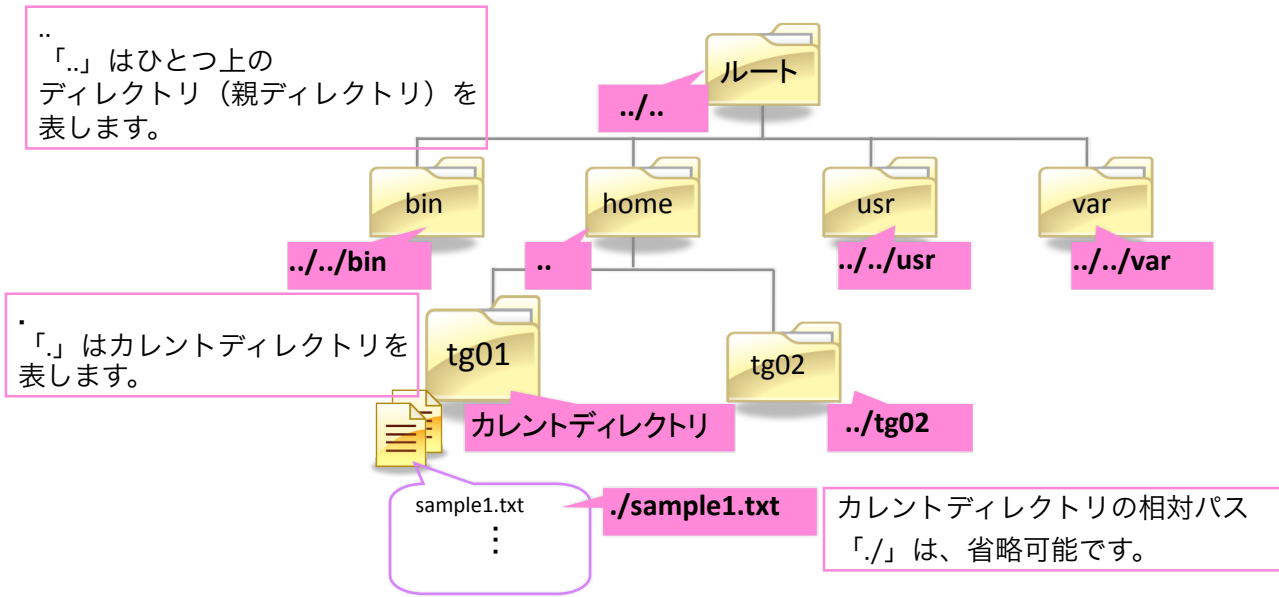 ..
「..」はひとつ上の
ディレクトリ（親ディレクトリ）を
表します。
ルート
../..
bin
home
usr
var
../../bin
..
../../usr
../../var
.
「.」はカレントディレクトリを
表します。
tg01
tg02
カレントディレクトリ
../tg02
sample1.txt
⋮
./sample1.txt
カレントディレクトリの相対パス
「./」は、省略可能です。